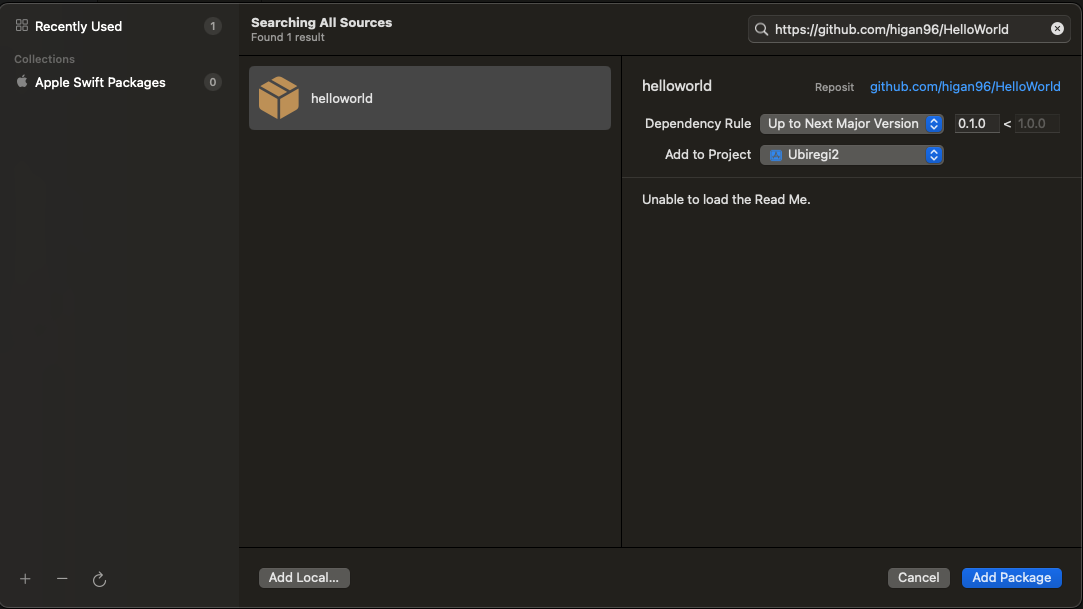 Recently Used 1
Collections
Apple Swift Packages 0
Searching All Sources
Found 1 result
https://github.com/higan96/HelloWorld
helloworld
helloworld
Reposit github.com/higan96/HelloWorld
Dependency Rule Up to Next Major Version 0.1.0 < 1.0.0
Add to Project Ubiregi2
Unable to load the Read Me.
Add Local...
Cancel
Add Package